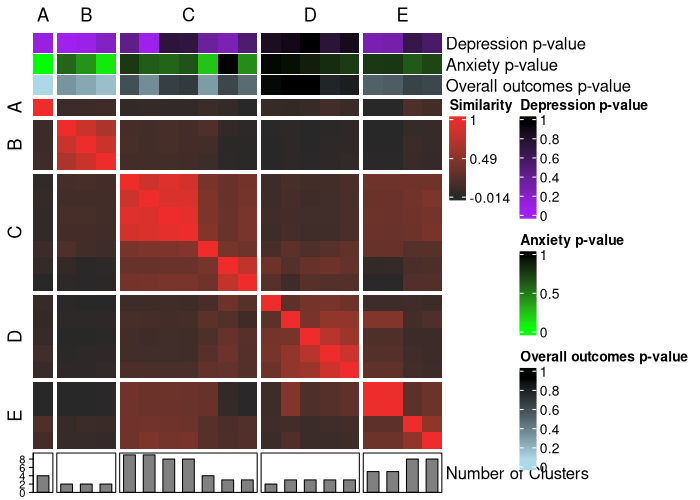 A B C D E
Depression p-value
Anxiety p-value
Overall outcomes p-value
Similarity
1
0.49
-0.014
Depression p-value
1
0.8
0.6
0.4
0.2
0
Anxiety p-value
1
0.5
0
Overall outcomes p-value
1
0.8
0.6
0.4
0.2
0
A
B
C
D
E
8
6
4
2
0
Number of Clusters